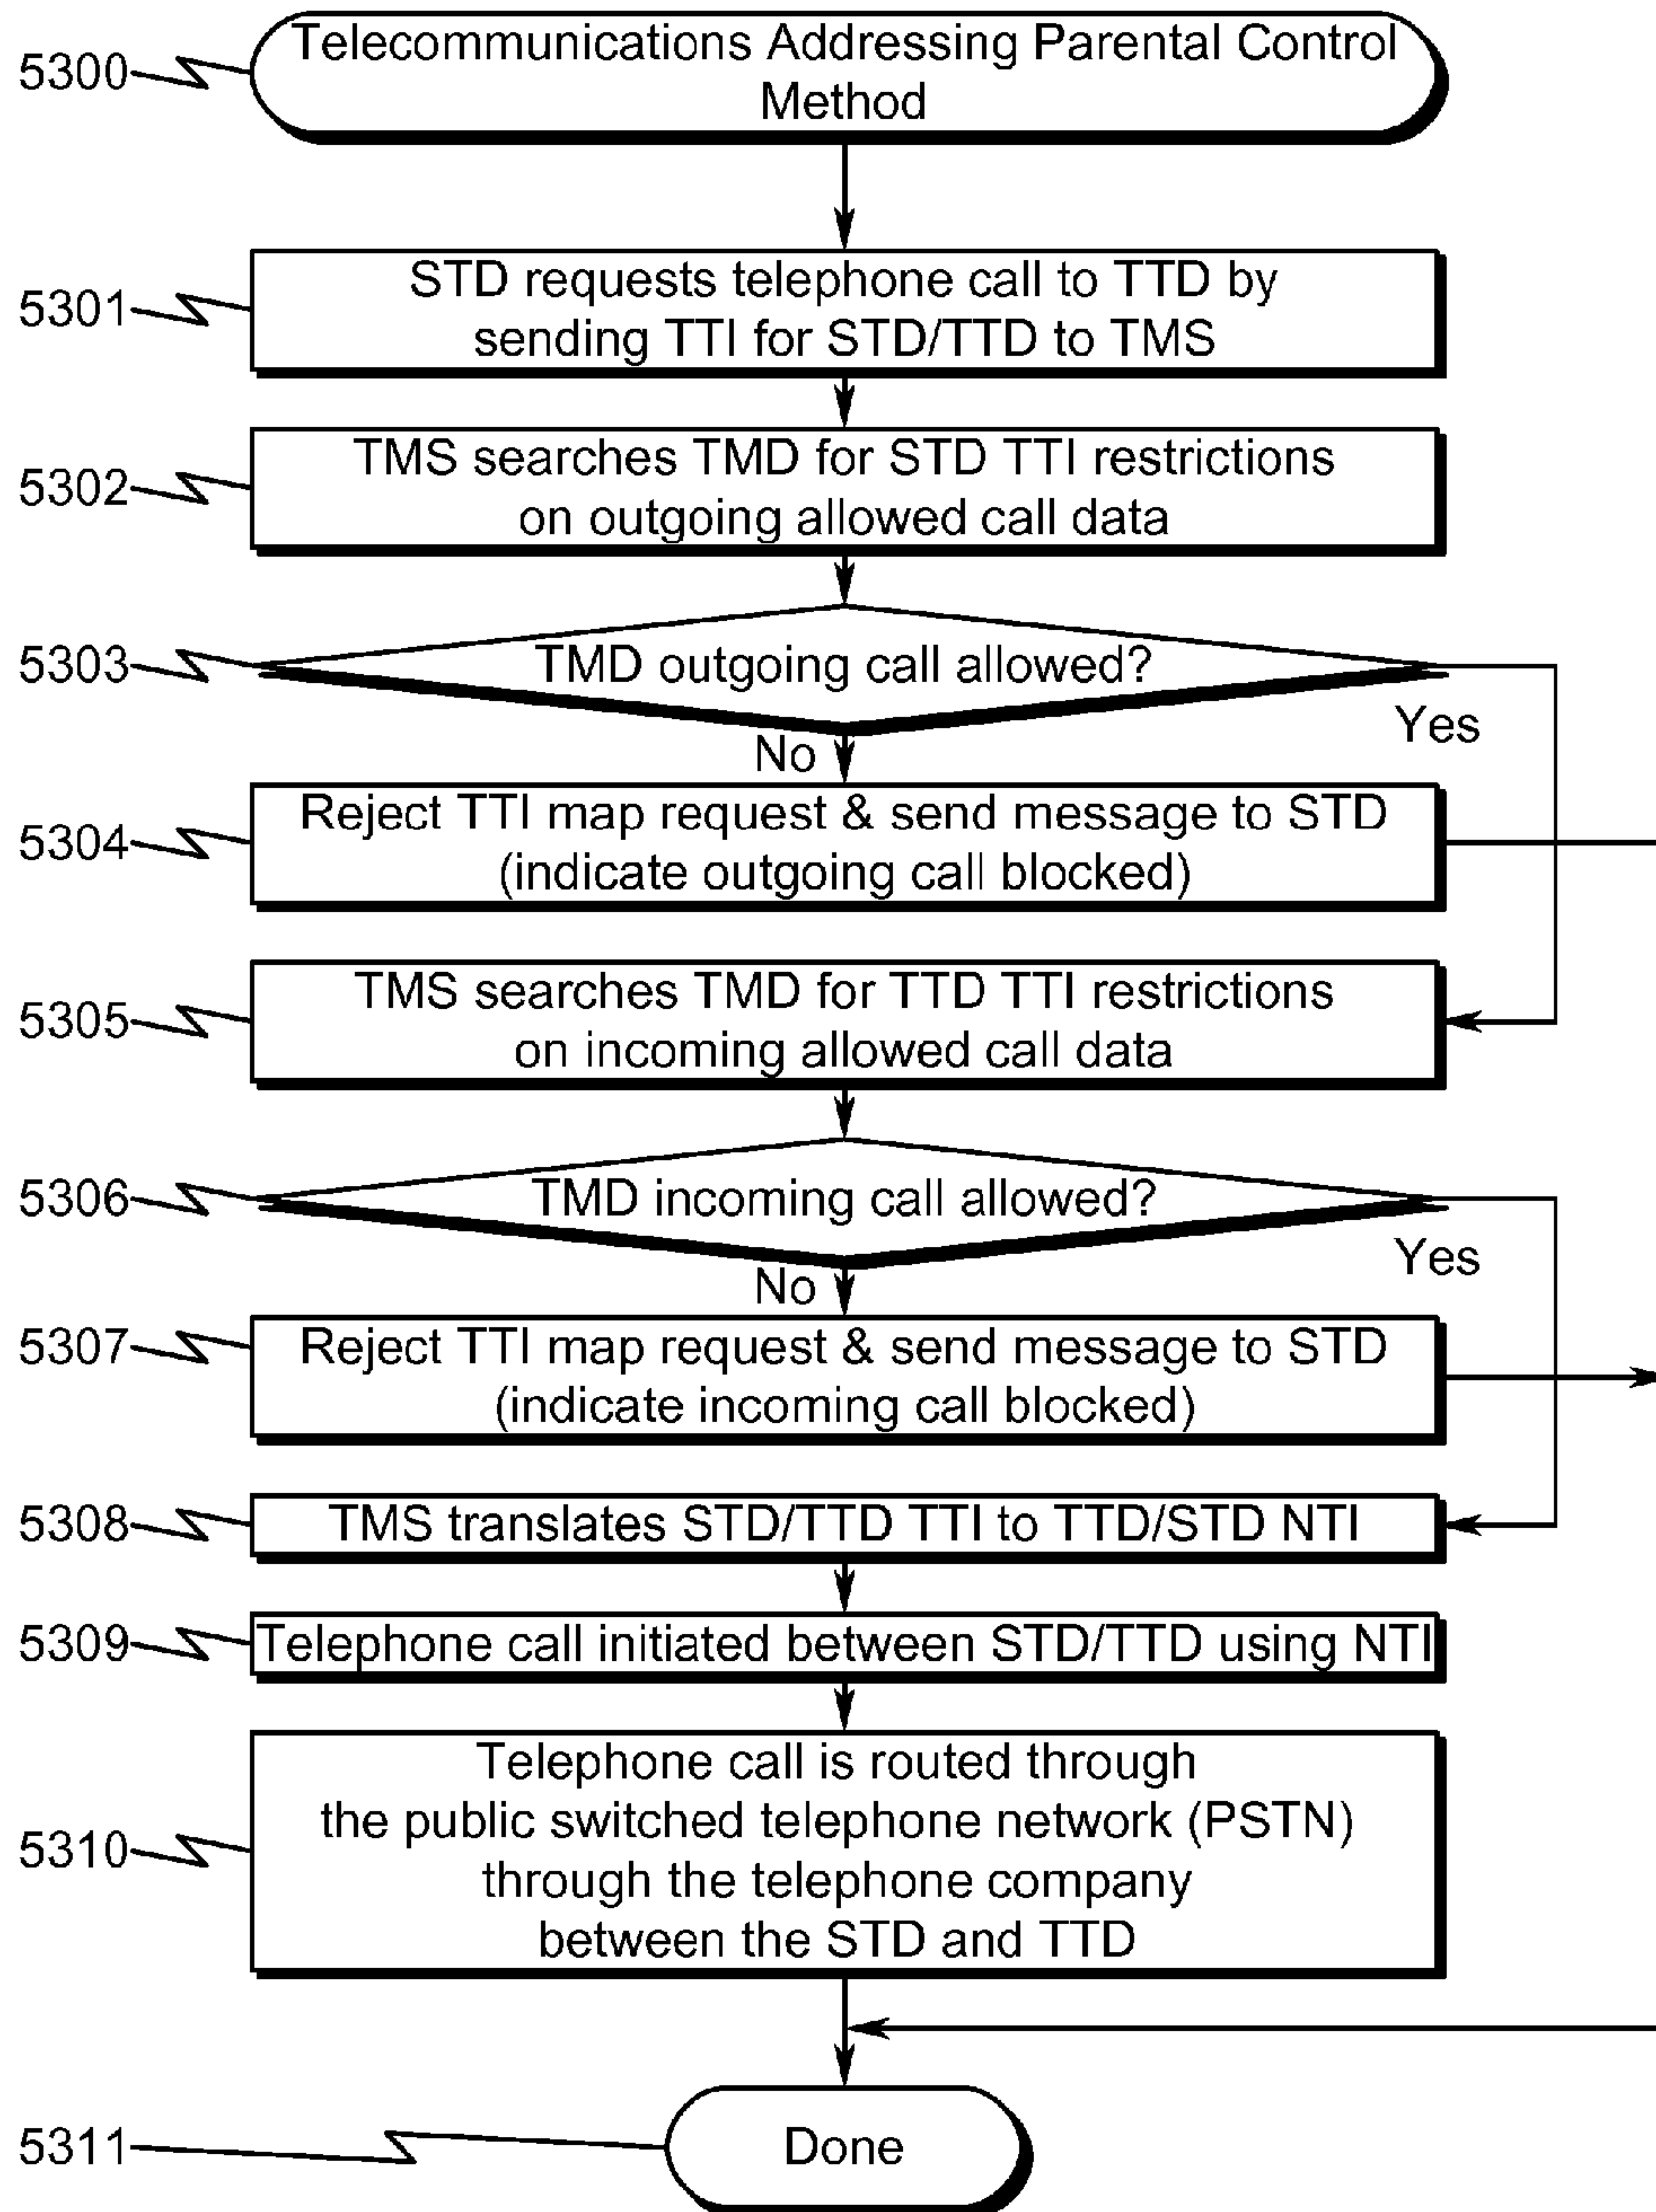 5300
Telecommunications Addressing Parental Control
Method
5301
STD requests telephone call to TTD by
sending TTI for STD/TTD to TMS
5302
TMS searches TMD for STD TTI restrictions
on outgoing allowed call data
5303
TMD outgoing call allowed?
Yes
No
5304
Reject TTI map request & send message to STD
(indicate outgoing call blocked)
5305
TMS searches TMD for TTD TTI restrictions
on incoming allowed call data
5306
TMD incoming call allowed?
Yes
No
5307
Reject TTI map request & send message to STD
(indicate incoming call blocked)
5308
TMS translates STD/TTD TTI to TTD/STD NTI
5309
Telephone call initiated between STD/TTD using NTI
5310
Telephone call is routed through
the public switched telephone network (PSTN)
through the telephone company
between the STD and TTD
5311
Done